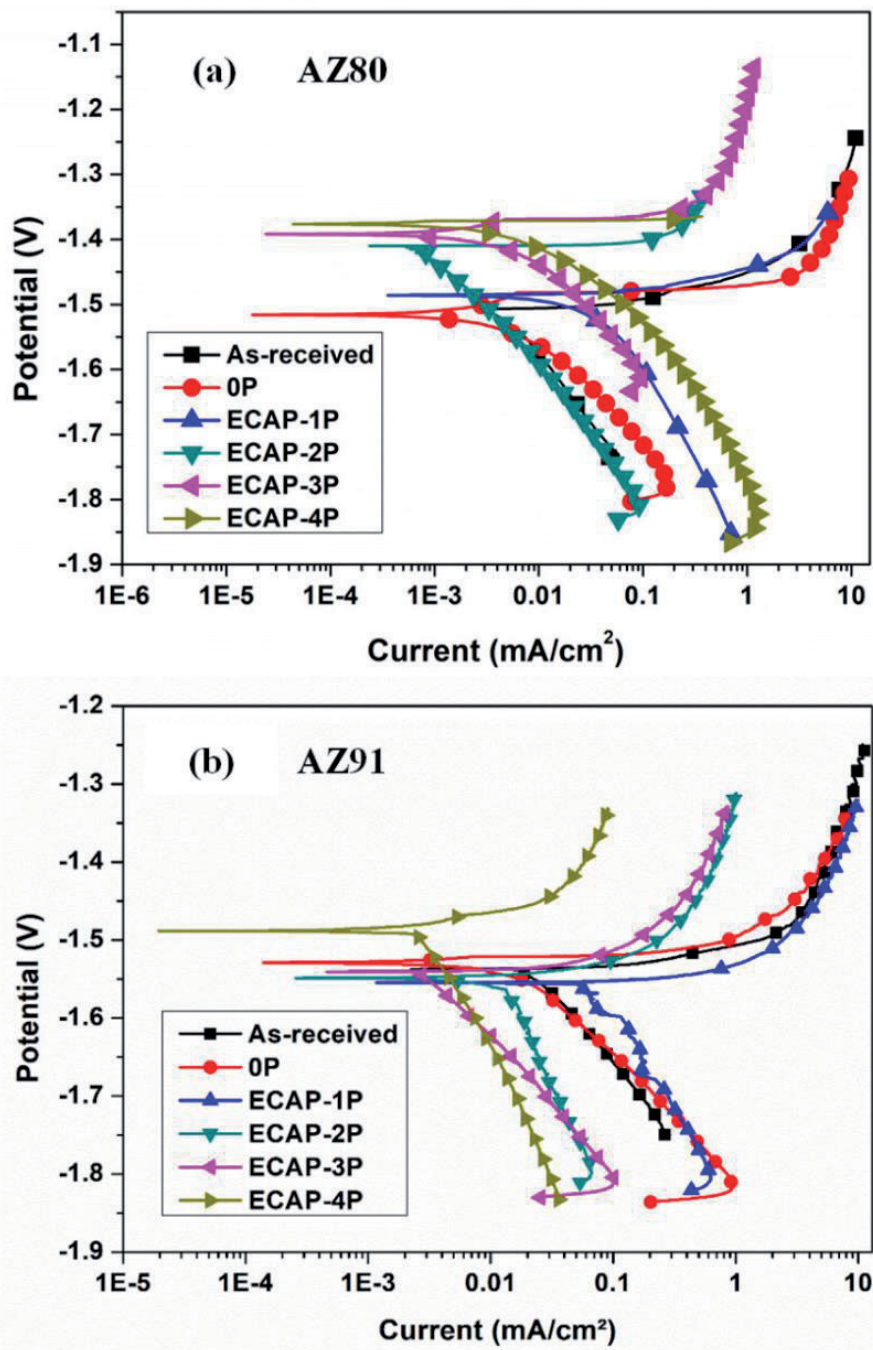 (a) AZ80
Potential (V)
-1.1
-1.2
-1.3
-1.4
-1.5
-1.6
-1.7
-1.8
-1.9
As-received
0P
ECAP-1P
ECAP-2P
ECAP-3P
ECAP-4P
1E-6 1E-5 1E-4 1E-3 0.01 0.1 1 10
Current (mA/cm²)
(b) AZ91
Potential (V)
-1.2
-1.3
-1.4
-1.5
-1.6
-1.7
-1.8
-1.9
As-received
0P
ECAP-1P
ECAP-2P
ECAP-3P
ECAP-4P
1E-5 1E-4 1E-3 0.01 0.1 1 10
Current (mA/cm²)